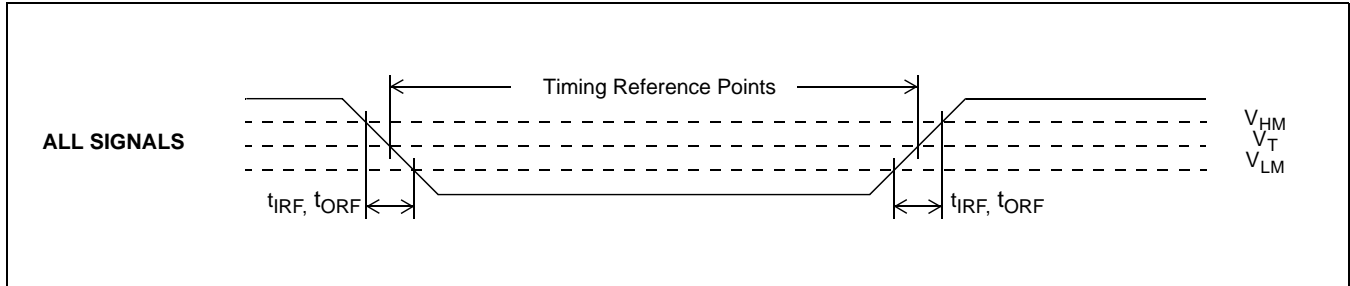 Timing Reference Points
ALL SIGNALS
V_HM
V_T
V_LM
t_IRF, t_ORF
t_IRF, t_ORF